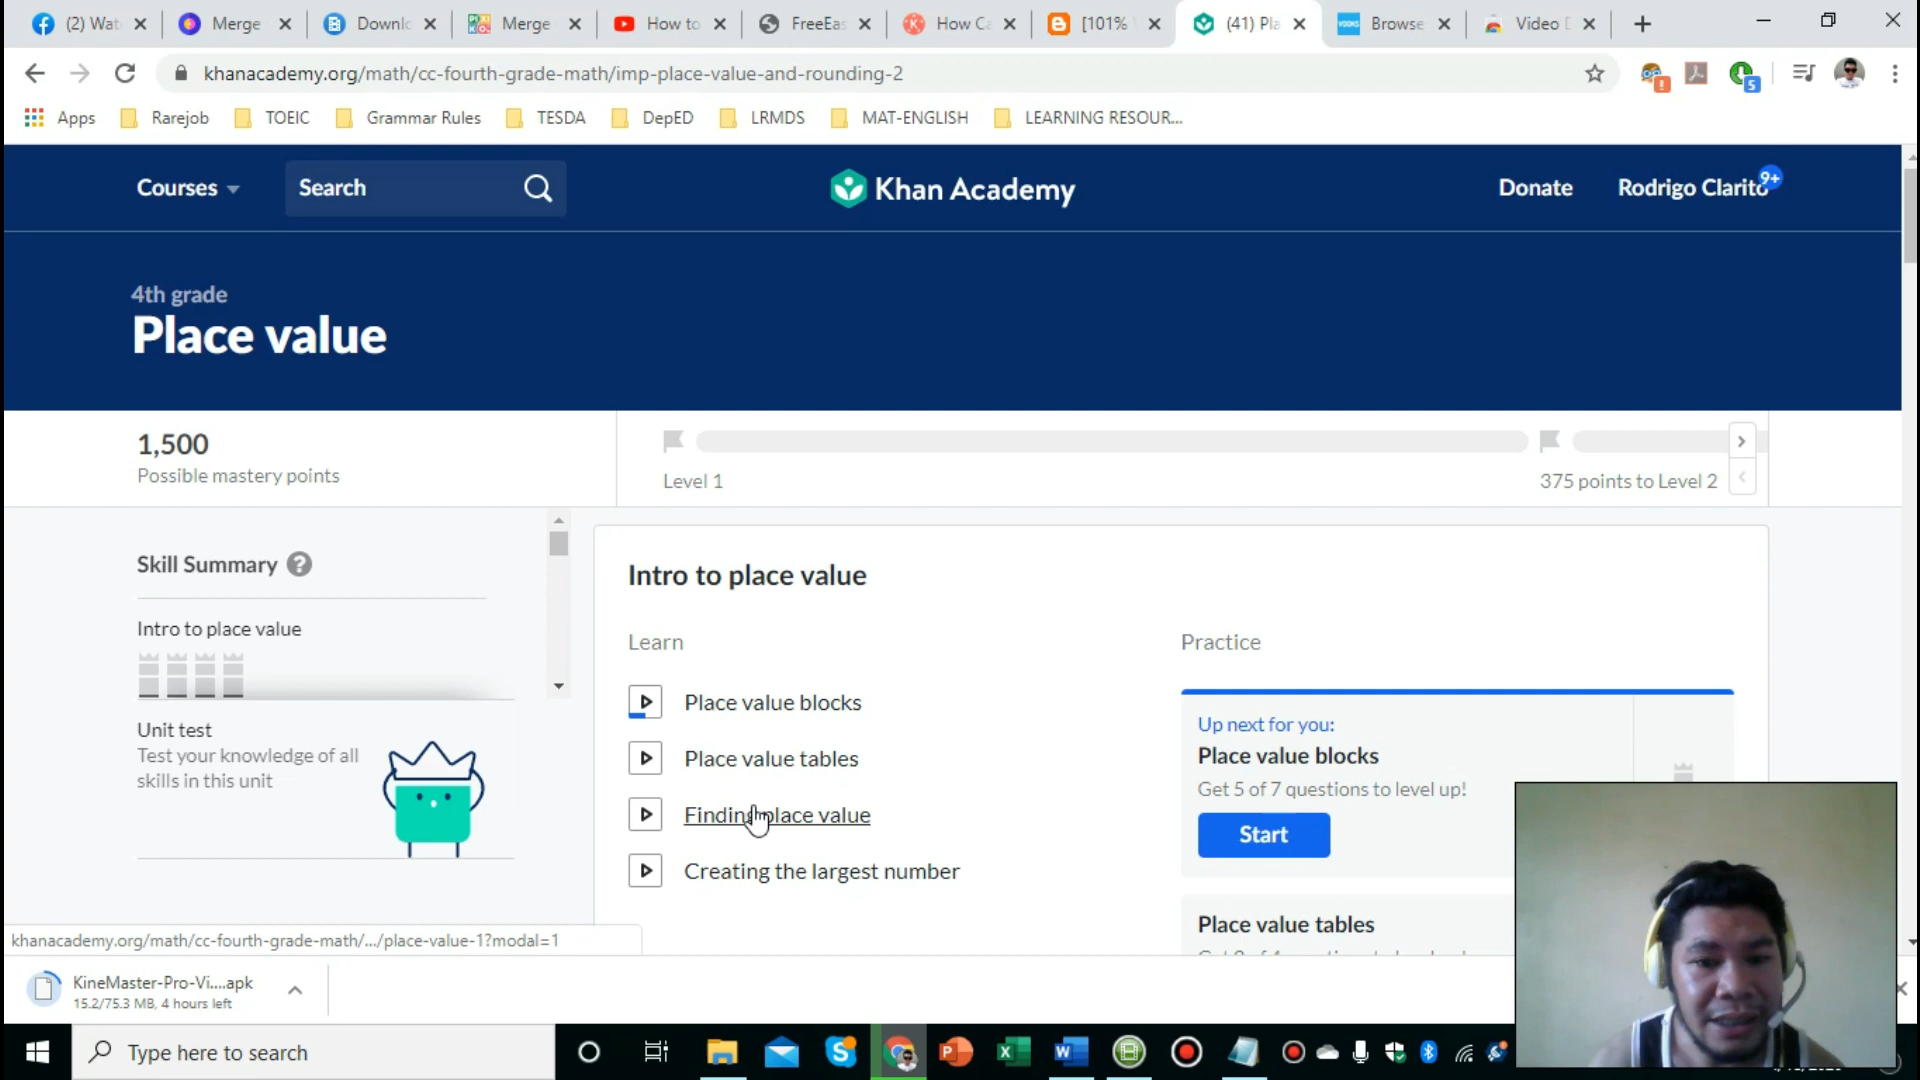 (2) Wat
Merge
Downlo
Merge
How to
FreeEas
How Ca
[101%
(41) Pla
Browse
Video D
khanacademy.org/math/cc-fourth-grade-math/imp-place-value-and-rounding-2
5
Apps
Rarejob
TOEIC
Grammar Rules
TESDA
DepED
LRMDS
MAT-ENGLISH
LEARNING RESOUR...
Courses
Search
Khan Academy
Donate
Rodrigo Clarito
9+
4th grade
Place value
1,500
Possible mastery points
Level 1
375 points to Level 2
Skill Summary ?
Intro to place value
Unit test
Test your knowledge of all
skills in this unit
Intro to place value
Learn
Place value blocks
Place value tables
Finding place value
Creating the largest number
Practice
Up next for you:
Place value blocks
Get 5 of 7 questions to level up!
Start
Place value tables
khanacademy.org/math/cc-fourth-grade-math/.../place-value-1?modal=1
KineMaster-Pro-Vi....apk
15.2/75.3 MB, 4 hours left
Type here to search